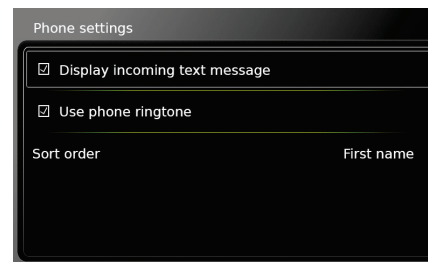 Phone settings
Display incoming text message
Use phone ringtone
Sort order First name